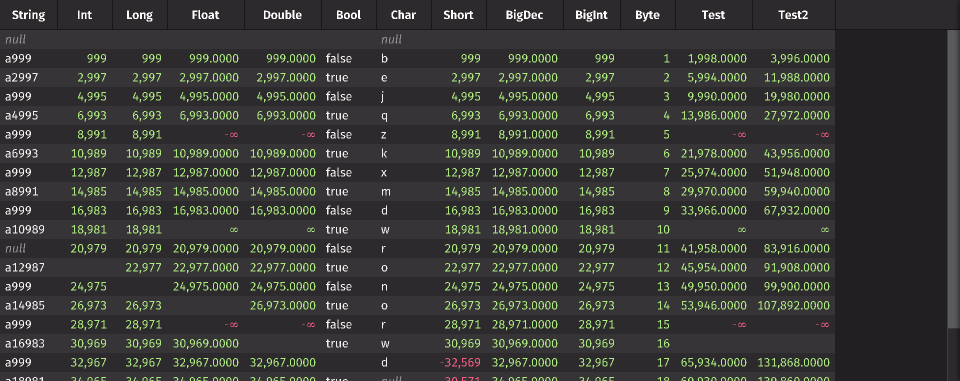 String Int Long Float Double Bool Char Short BigDec BigInt Byte Test Test2
null null
a999 999 999 999.0000 999.0000 false b 999 999.0000 999 1 1,998.0000 3,996.0000
a2997 2,997 2,997 2,997.0000 2,997.0000 true e 2,997 2,997.0000 2,997 2 5,994.0000 11,988.0000
a999 4,995 4,995 4,995.0000 4,995.0000 false j 4,995 4,995.0000 4,995 3 9,990.0000 19,980.0000
a4995 6,993 6,993 6,993.0000 6,993.0000 true q 6,993 6,993.0000 6,993 4 13,986.0000 27,972.0000
a999 8,991 8,991 -∞ -∞ false z 8,991 8,991.0000 8,991 5 -∞ -∞
a6993 10,989 10,989 10,989.0000 10,989.0000 true k 10,989 10,989.0000 10,989 6 21,978.0000 43,956.0000
a999 12,987 12,987 12,987.0000 12,987.0000 false x 12,987 12,987.0000 12,987 7 25,974.0000 51,948.0000
a8991 14,985 14,985 14,985.0000 14,985.0000 true m 14,985 14,985.0000 14,985 8 29,970.0000 59,940.0000
a999 16,983 16,983 16,983.0000 16,983.0000 false d 16,983 16,983.0000 16,983 9 33,966.0000 67,932.0000
a10989 18,981 18,981 ∞ ∞ true w 18,981 18,981.0000 18,981 10 ∞ ∞
null 20,979 20,979 20,979.0000 20,979.0000 false r 20,979 20,979.0000 20,979 11 41,958.0000 83,916.0000
a12987 22,977 22,977.0000 22,977.0000 true o 22,977 22,977.0000 22,977 12 45,954.0000 91,908.0000
a999 24,975 24,975.0000 24,975.0000 false n 24,975 24,975.0000 24,975 13 49,950.0000 99,900.0000
a14985 26,973 26,973 26,973.0000 true o 26,973 26,973.0000 26,973 14 53,946.0000 107,892.0000
a999 28,971 28,971 -∞ -∞ false r 28,971 28,971.0000 28,971 15 -∞ -∞
a16983 30,969 30,969 30,969.0000 true w 30,969 30,969.0000 30,969 16
a999 32,967 32,967 32,967.0000 32,967.0000 d -32,569 32,967.0000 32,967 17 65,934.0000 131,868.0000